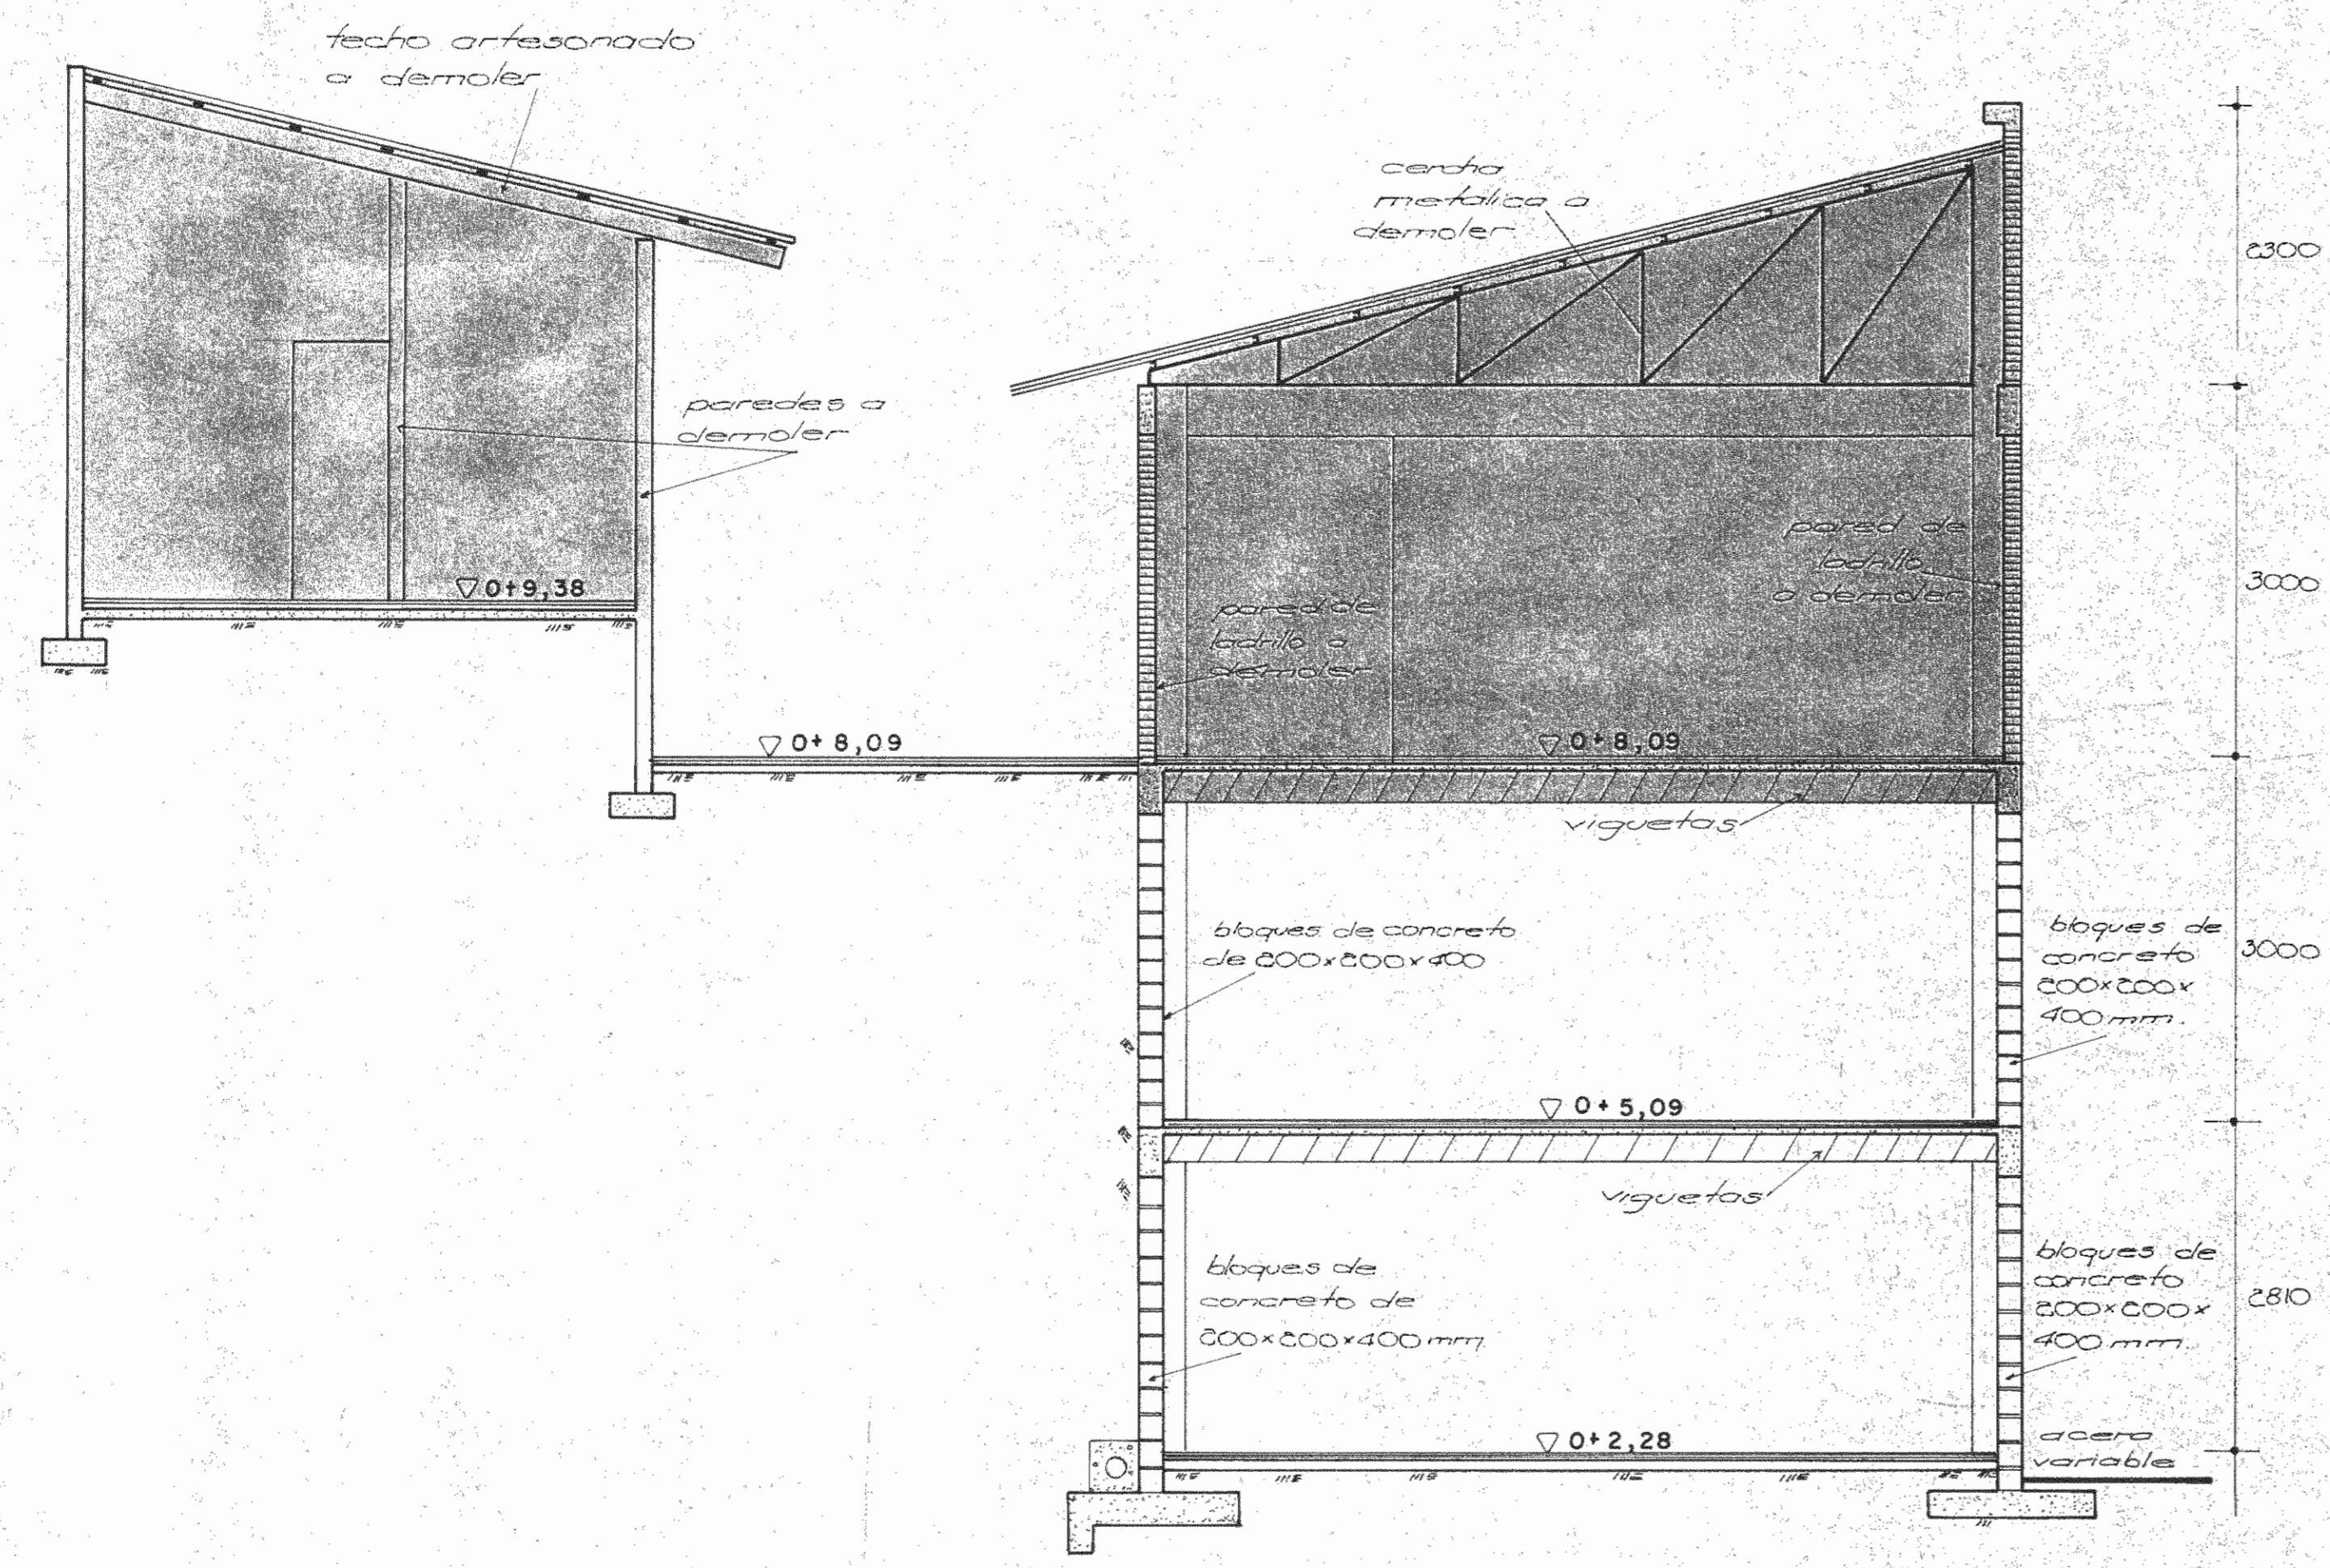 techo artesonado
a demoler
cercha
metalica a
demoler
2300
paredes a
demoler
pared de
ladrillo
a demoler
3000
0+9,38
pared de
ladrillo a
demoler
0+8,09
0+8,09
viguetas
bloques de concreto
de 200x200x400
bloques de
concreto
200x200x
400 mm.
3000
0+5,09
viguetas
bloques de
concreto de
200x200x400 mm
bloques de
concreto
200x200x
400 mm.
2810
0+2,28
acera
variable